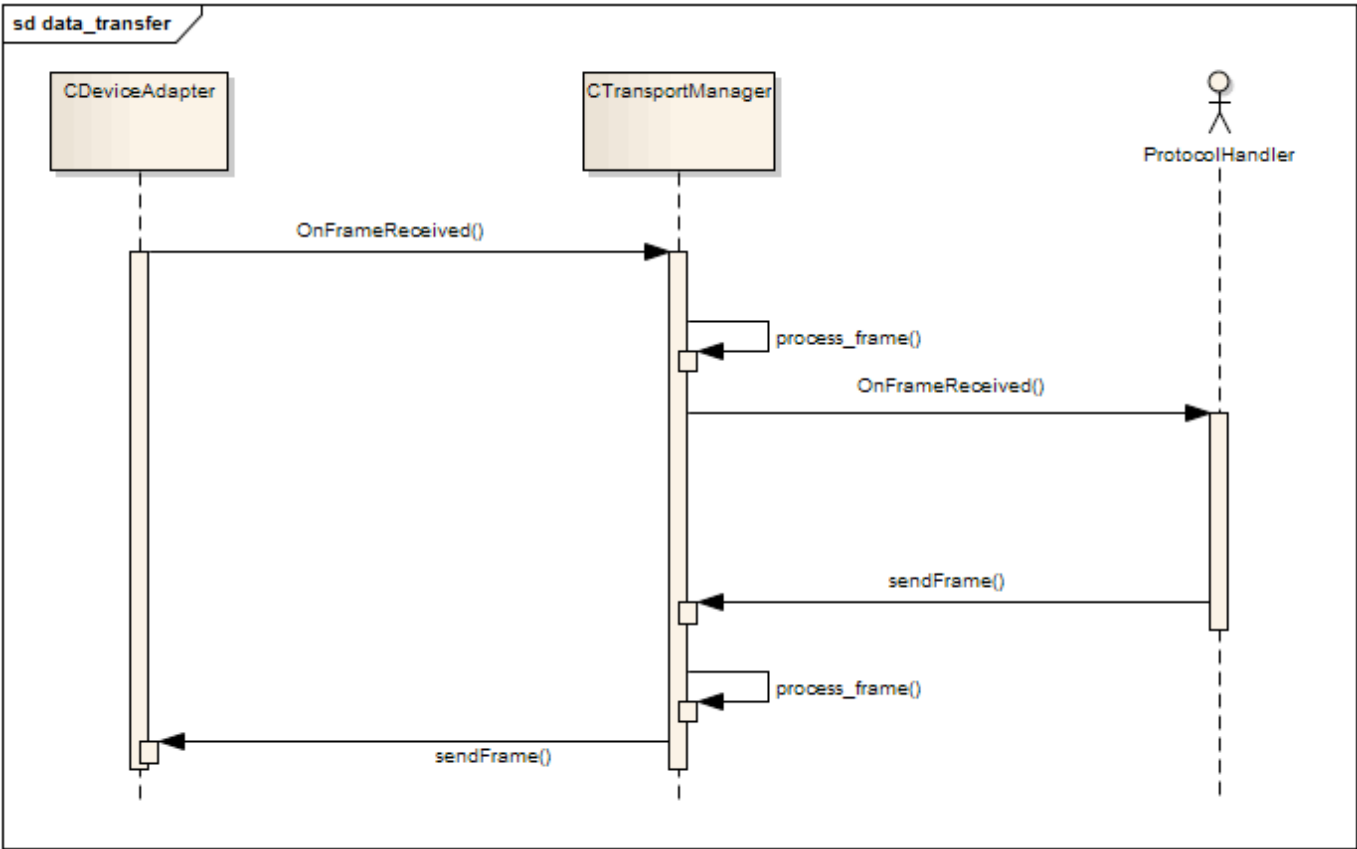 sd data_transfer
CDeviceAdapter
CTransportManager
ProtocolHandler
OnFrameReceived()
process_frame()
OnFrameReceived()
sendFrame()
process_frame()
sendFrame()